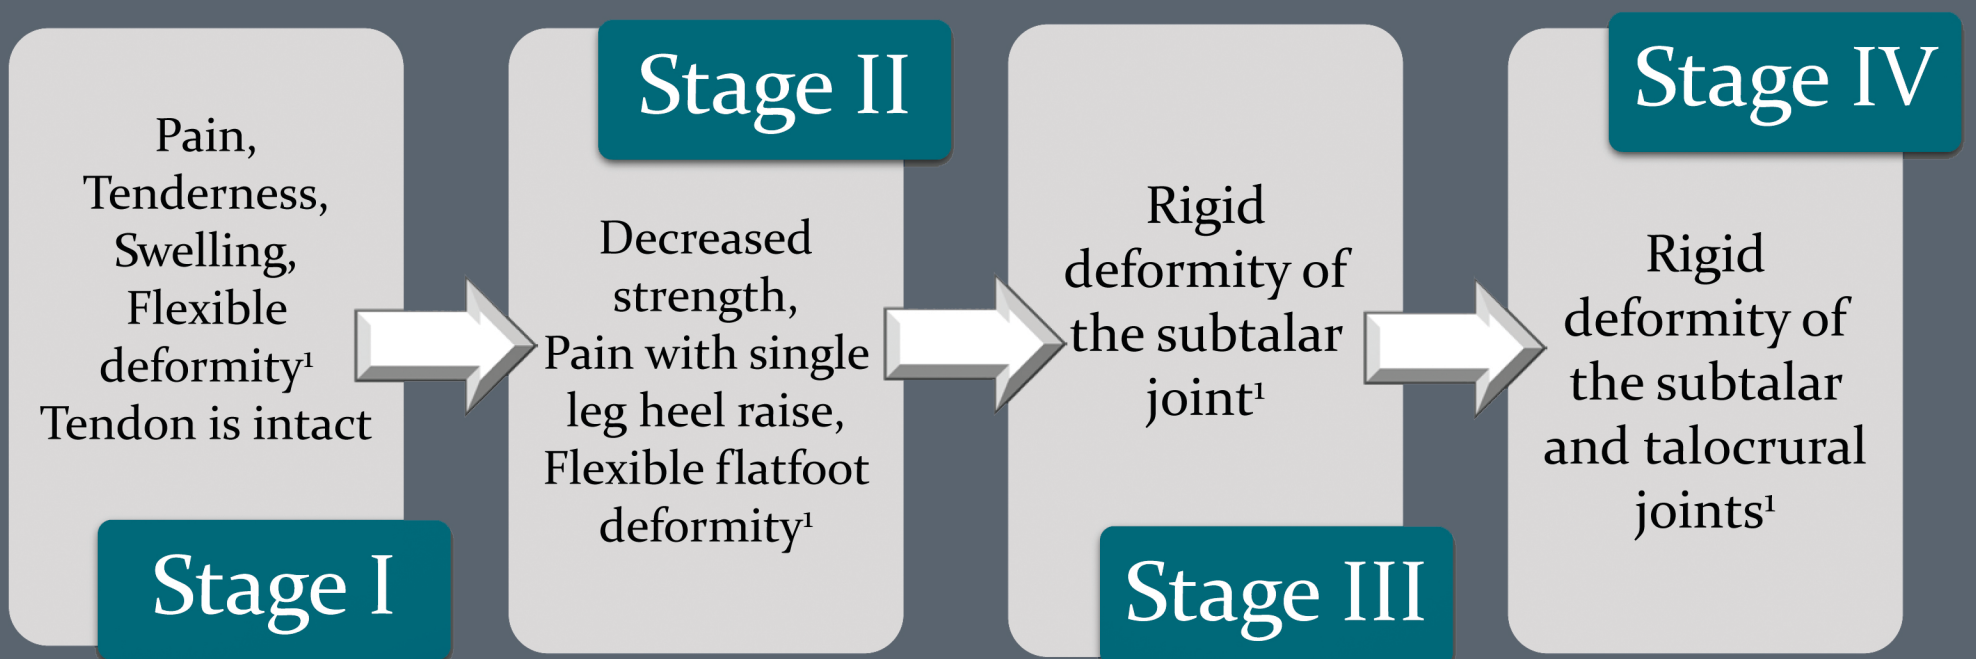 Pain,
Tenderness,
Swelling,
Flexible
deformity¹
Tendon is intact
Stage I
Stage II
Decreased
strength,
Pain with single
leg heel raise,
Flexible flatfoot
deformity¹
Rigid
deformity of
the subtalar
joint¹
Stage III
Stage IV
Rigid
deformity of
the subtalar
and talocrural
joints¹